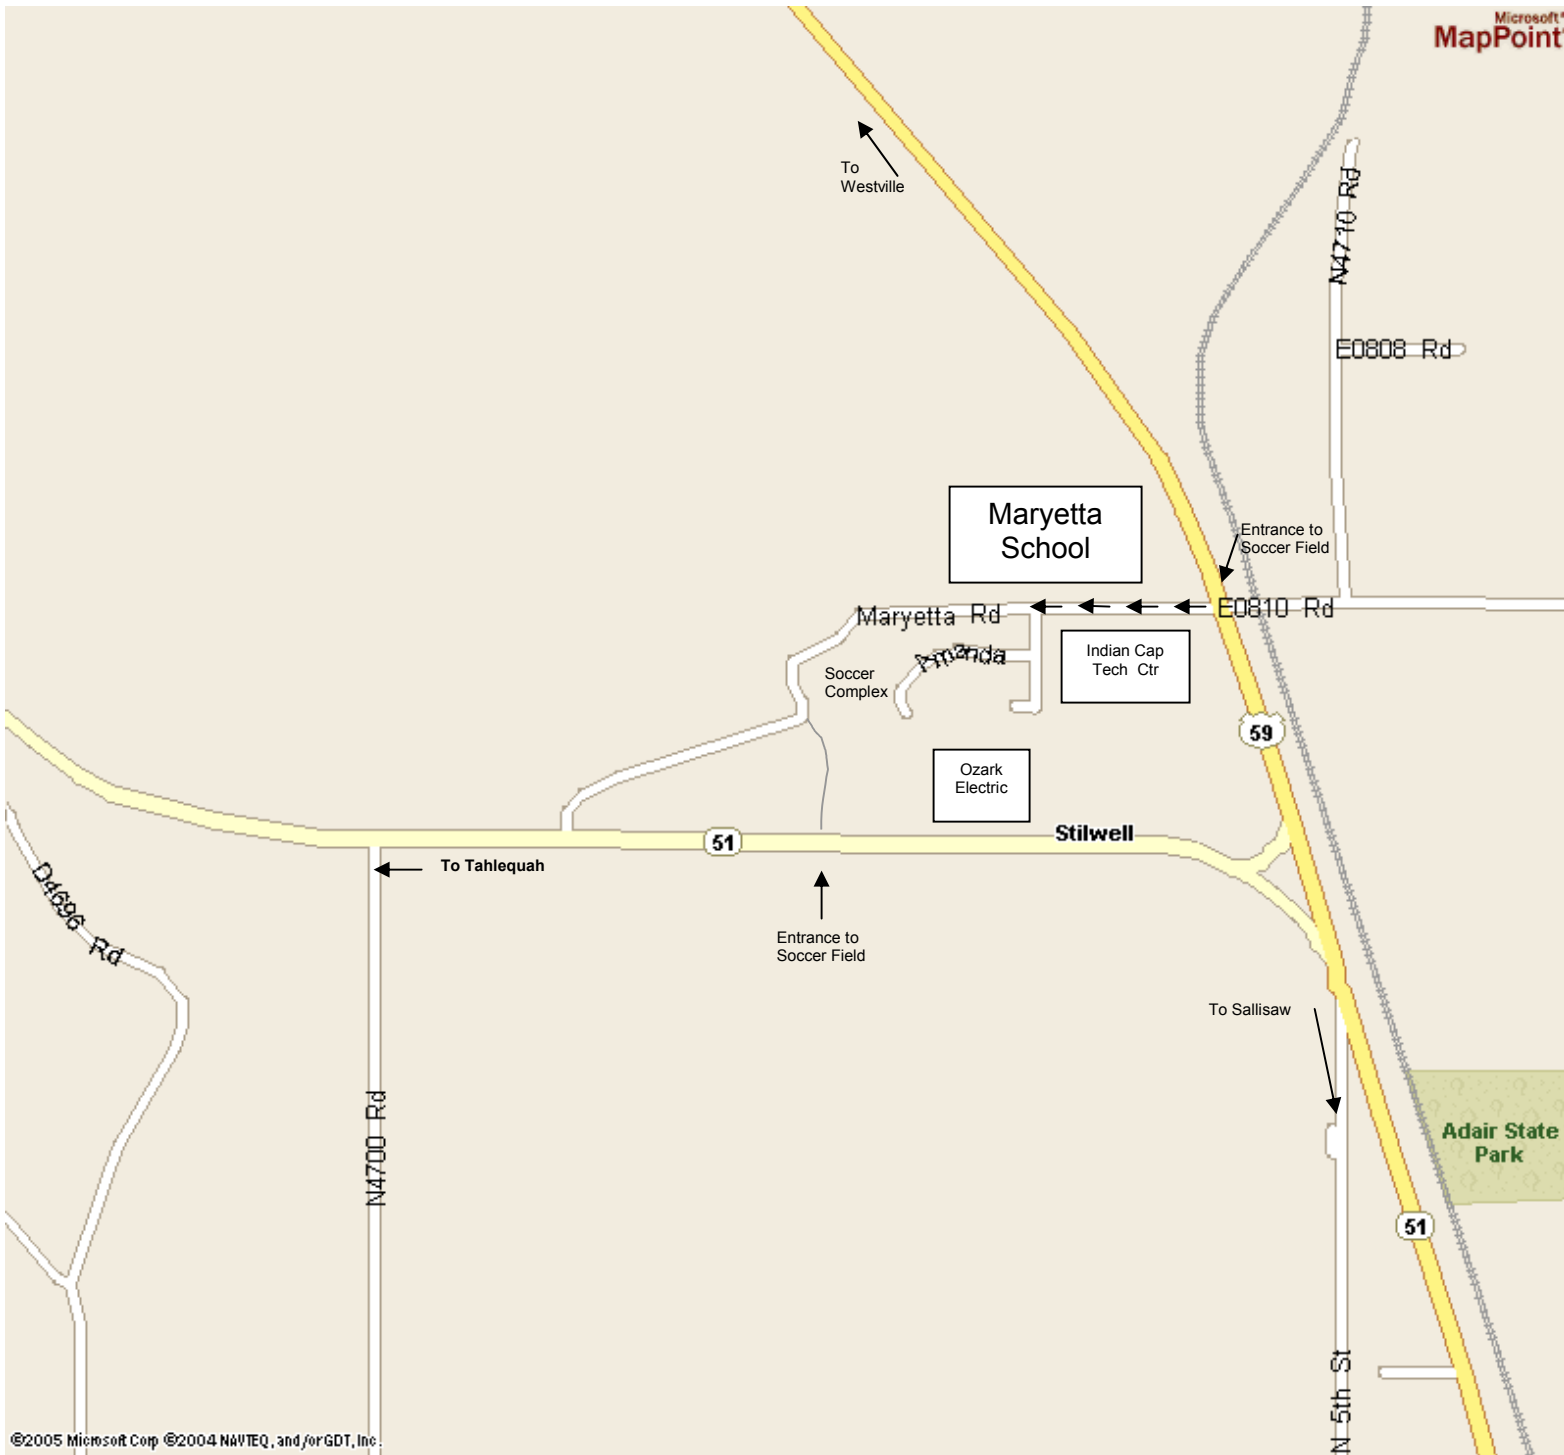 Microsoft®
MapPoint®
To
Westville
N4710 Rd
E0808 Rd
Maryetta
School
Entrance to
Soccer Field
Maryetta Rd
E0810 Rd
Amanda
Indian Cap
Tech Ctr
Soccer
Complex
59
Ozark
Electric
Stilwell
51
To Tahlequah
D4696 Rd
Entrance to
Soccer Field
To Sallisaw
N4700 Rd
Adair State
Park
51
N 5th St
©2005 Microsoft Corp ©2004 NAVTEQ, and/or GDT, Inc.